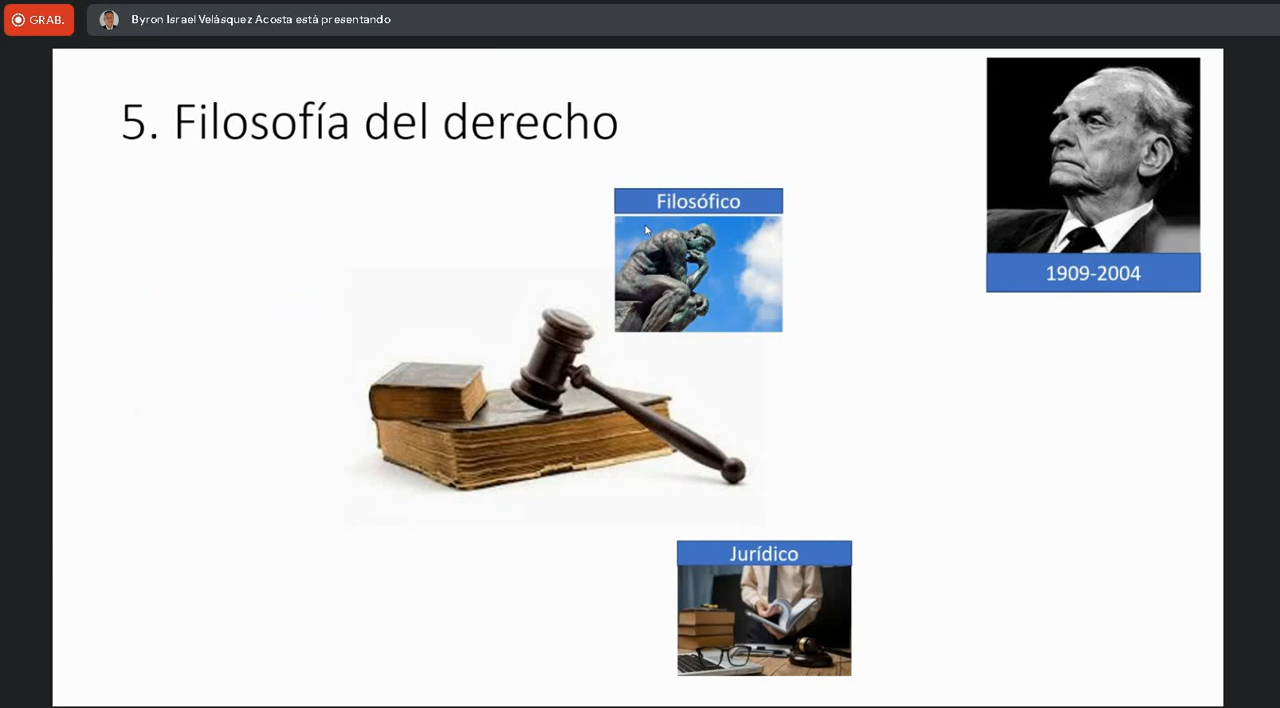 GRAB.
Byron Israel Velásquez Acosta está presentando
5. Filosofía del derecho
Filosófico
1909-2004
Jurídico